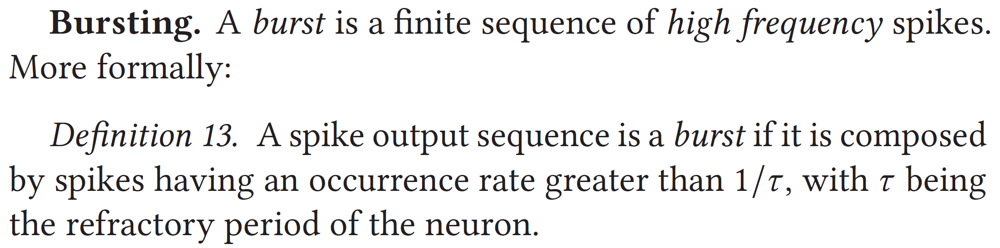 Bursting. A burst is a finite sequence of high frequency spikes.
More formally:
Definition 13. A spike output sequence is a burst if it is composed
by spikes having an occurrence rate greater than 1/τ, with τ being
the refractory period of the neuron.